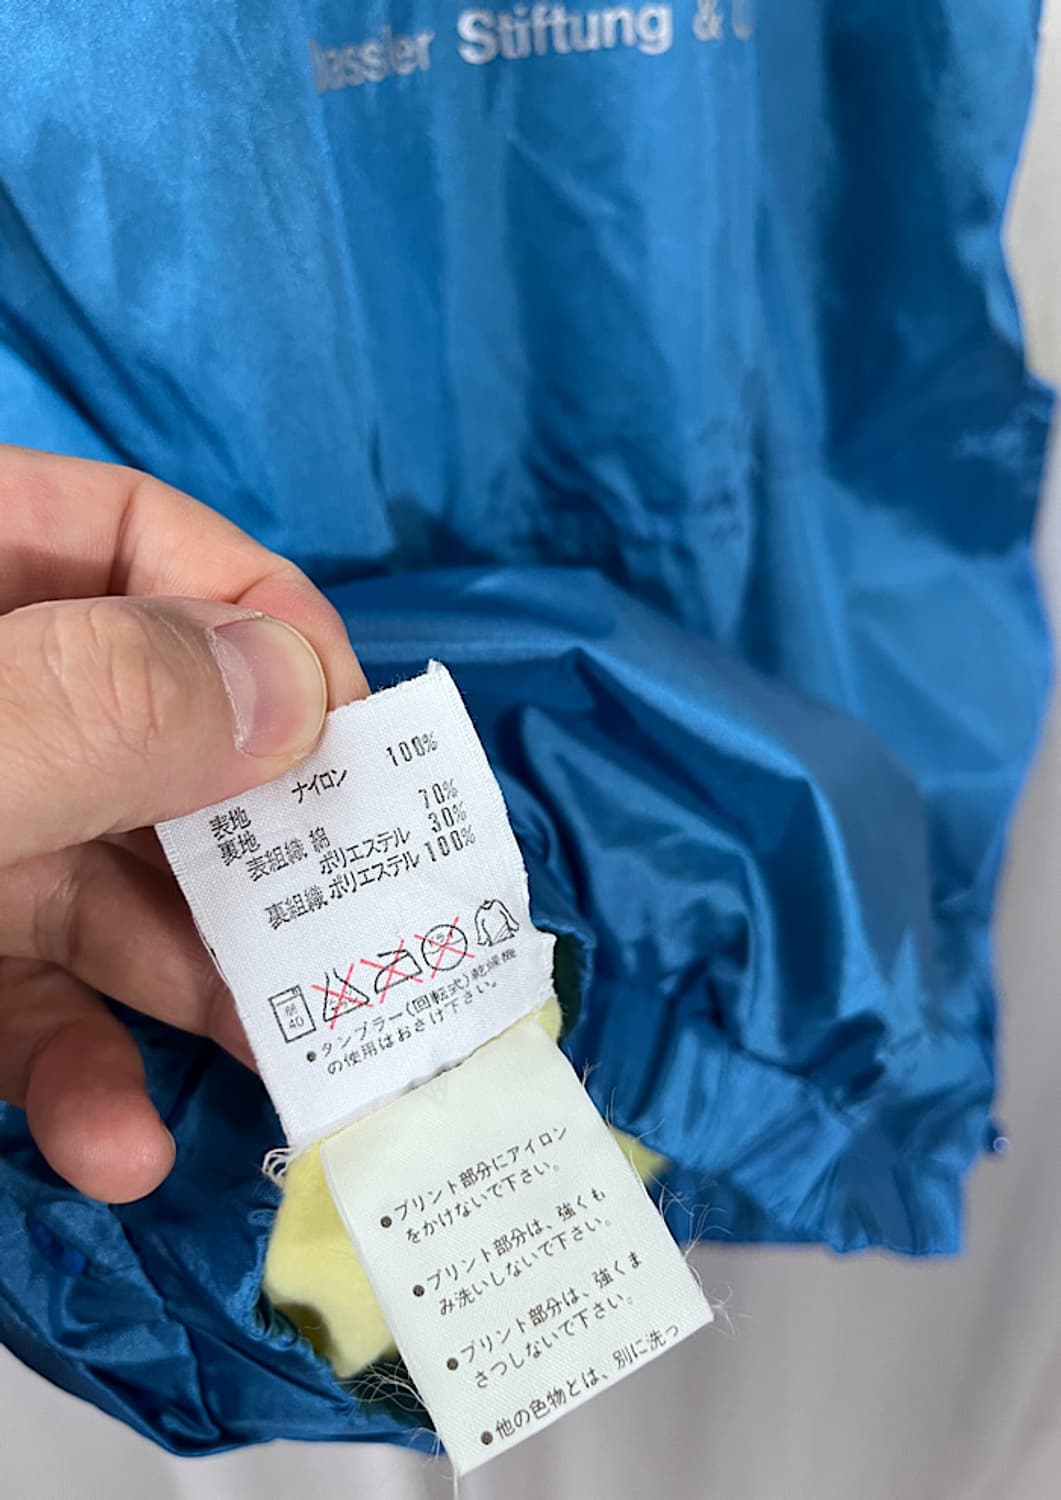 lassler Stiftung &
ナイロン 100%
表地
裏地
表組織 綿 70%
ポリエステル 30%
裏組織 ポリエステル 100%
弱
40
ドライ
●タンブラー(回転式)乾燥機
の使用はおさけ下さい。
●プリント部分にアイロン
をかけないで下さい。
●プリント部分は、強くも
み洗いしないで下さい。
●プリント部分は、強くま
さつしないで下さい。
●他の色物とは、別に洗っ